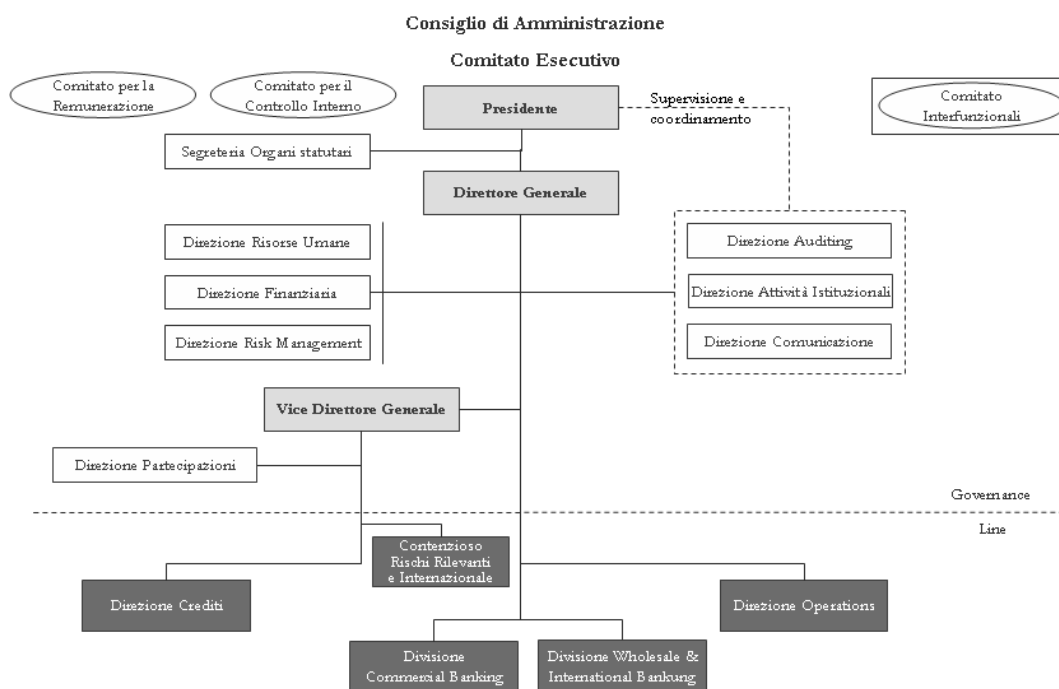 Consiglio di Amministrazione
Comitato Esecutivo
Comitato per la
Remunerazione
Comitato per il
Controllo Interno
Presidente
Supervisione e
coordinamento
Comitato
Interfunzionali
Segreteria Organi statutari
Direttore Generale
Direzione Risorse Umane
Direzione Auditing
Direzione Finanziaria
Direzione Attività Istituzionali
Direzione Risk Management
Direzione Comunicazione
Vice Direttore Generale
Direzione Partecipazioni
Governance
Line
Contenzioso
Rischi Rilevanti
e Internazionale
Direzione Crediti
Direzione Operations
Divisione
Commercial Banking
Divisione Wholesale &
International Bankung